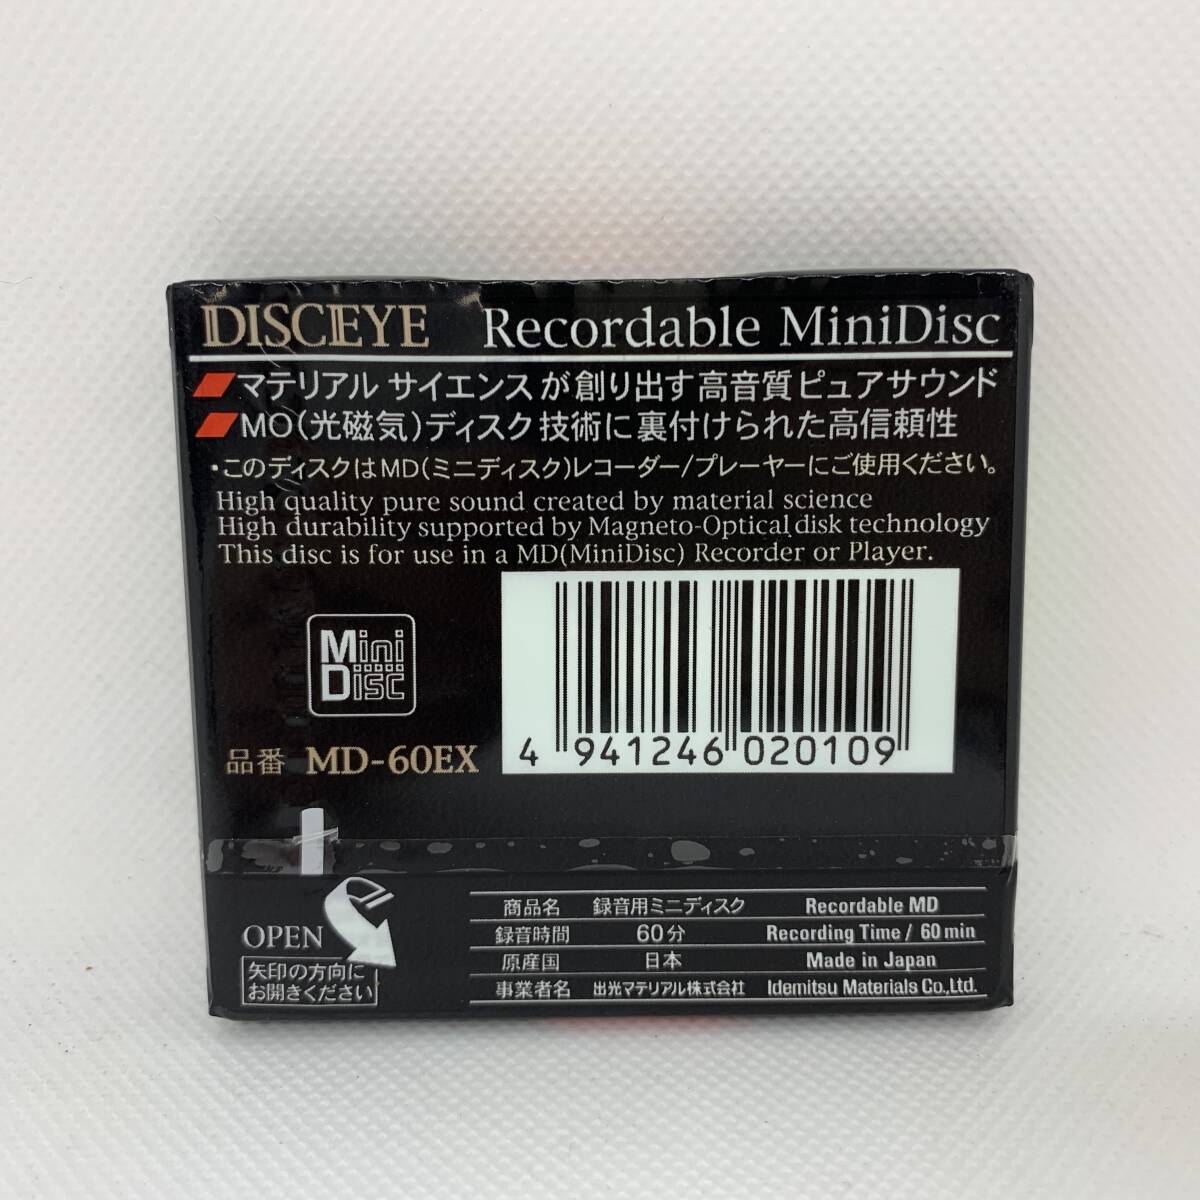 DISCEYE Recordable MiniDisc
マテリアル サイエンスが創り出す高音質ピュアサウンド
MO(光磁気)ディスク技術に裏付けられた高信頼性
・このディスクはMD(ミニディスク)レコーダー/プレーヤーにご使用ください。
High quality pure sound created by material science
High durability supported by Magneto-Optical disk technology
This disc is for use in a MD(MiniDisc) Recorder or Player.
Mini
Disc
品番 MD-60EX
4 941246 020109
OPEN
矢印の方向に
お開きください
商品名 録音用ミニディスク Recordable MD
録音時間 60分 Recording Time / 60 min
原産国 日本 Made in Japan
事業者名 出光マテリアル株式会社 Idemitsu Materials Co.,Ltd.